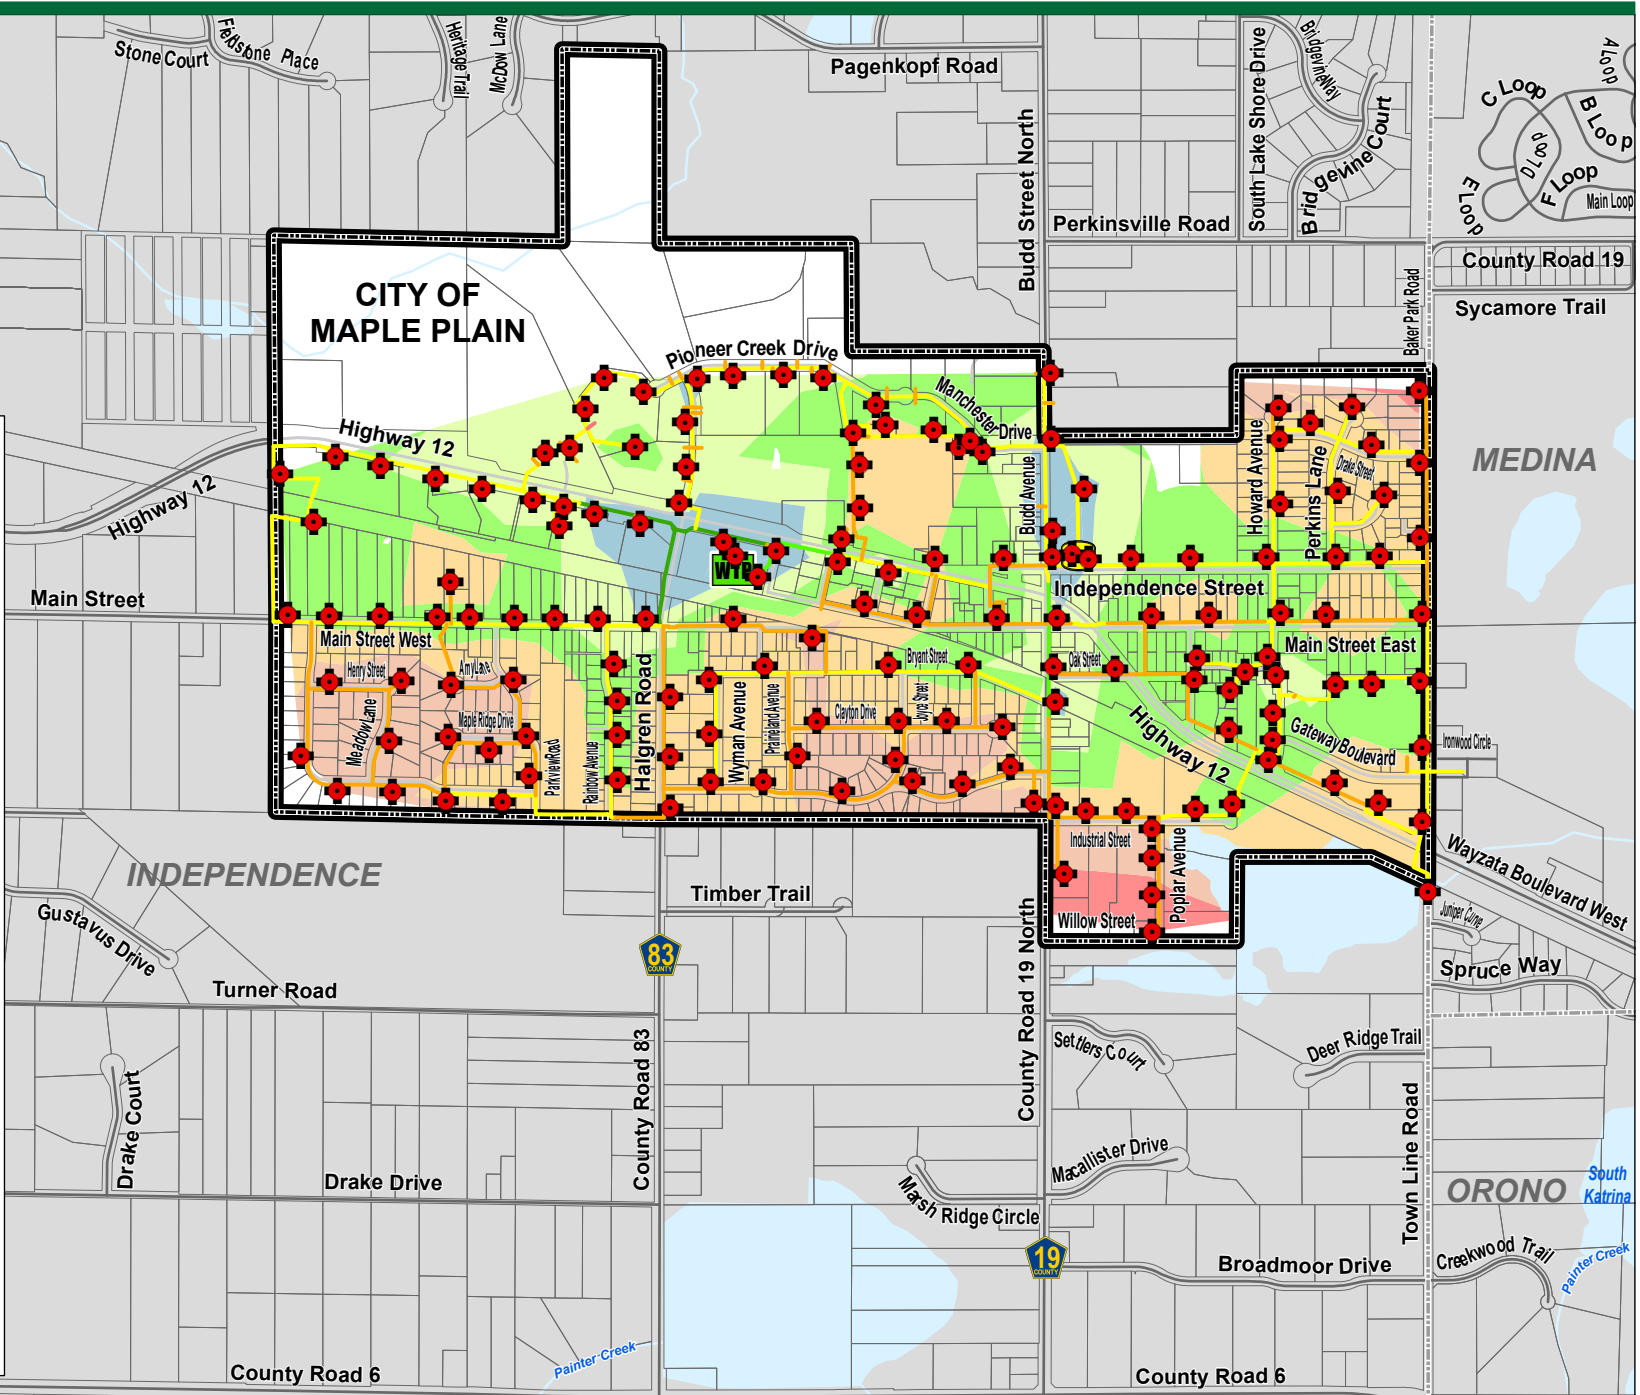 Stone Court
Fieldstone Place
Heritage Trail
McDow Lane
Pagenkopf Road
Budd Street North
South Lake Shore Drive
Bridgevine Way
Bridgevine Court
Perkinsville Road
A Loop
B Loop
C Loop
D Loop
E Loop
F Loop
Main Loop
County Road 19
Sycamore Trail
Baker Park Road
CITY OF
MAPLE PLAIN
Pioneer Creek Drive
Manchester Drive
Highway 12
Highway 12
MEDINA
Budd Avenue
Howard Avenue
Perkins Lane
Drake Street
WTP
Independence Street
Main Street
Main Street West
Main Street East
Henry Street
Amy Lane
Meadow Lane
Maple Ridge Drive
Parkview Road
Rainbow Avenue
Halgren Road
Wyman Avenue
Prairieland Avenue
Bryant Street
Clayton Drive
Joyce Street
Oak Street
Highway 12
Gateway Boulevard
Ironwood Circle
Industrial Street
Poplar Avenue
Willow Street
Wayzata Boulevard West
Juniper Curve
Spruce Way
INDEPENDENCE
Gustavus Drive
Timber Trail
83
COUNTY
Turner Road
County Road 19 North
Settlers Court
Deer Ridge Trail
Drake Court
County Road 83
Town Line Road
Macallister Drive
Drake Drive
Marsh Ridge Circle
ORONO
South
Katrina
19
COUNTY
Broadmoor Drive
Creekwood Trail
Painter Creek
Painter Creek
County Road 6
County Road 6